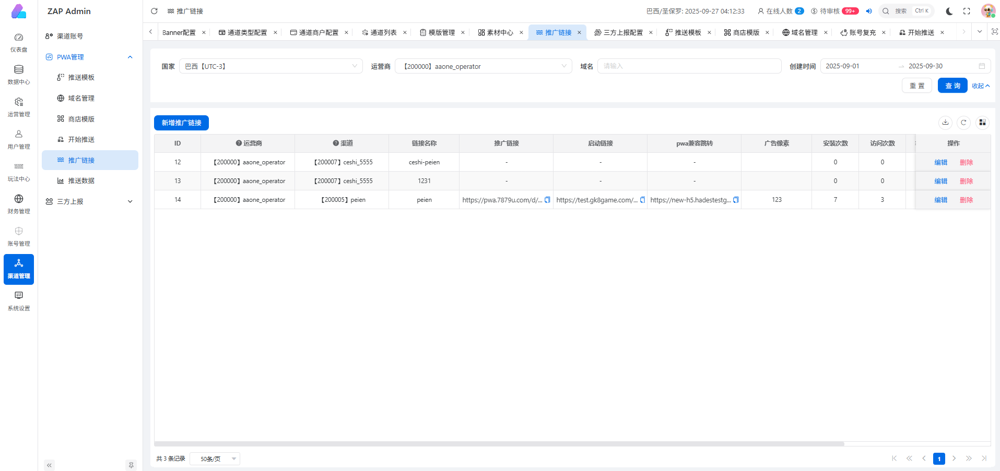 ZAP Admin
推广链接
巴西/圣保罗: 2025-09-27 04:12:33
在线人数 2
待审核 99+
搜索 Ctrl K
仪表盘
数据中心
运营管理
用户管理
玩法中心
财务管理
账号管理
渠道管理
系统设置
渠道账号
PWA管理
推送模板
域名管理
商店模版
开始推送
推广链接
推送数据
三方上报
Banner配置 通道类型配置 通道商户配置 通道列表 模版管理 素材中心 推广链接 三方上报配置 推送模板 商店模版 域名管理 账号复充 开始推送
国家 巴西【UTC-3】 运营商 【200000】aaone_operator 域名 请输入 创建时间 2025-09-01 → 2025-09-30
重 置 查 询 收起
新增推广链接
ID 运营商 渠道 链接名称 推广链接 启动链接 pwa兼容跳转 广告像素 安装次数 访问次数 操作
12 【200000】aaone_operator 【200007】ceshi_5555 ceshi-peien - - - 0 0 编辑 删除
13 【200000】aaone_operator 【200007】ceshi_5555 1231 - - - 0 0 编辑 删除
14 【200000】aaone_operator 【200005】peien peien https://pwa.7879u.com/d/... https://test.gk8game.com/... https://new-h5.hadestestg... 123 7 3 编辑 删除
共 3 条记录 50条/页 1